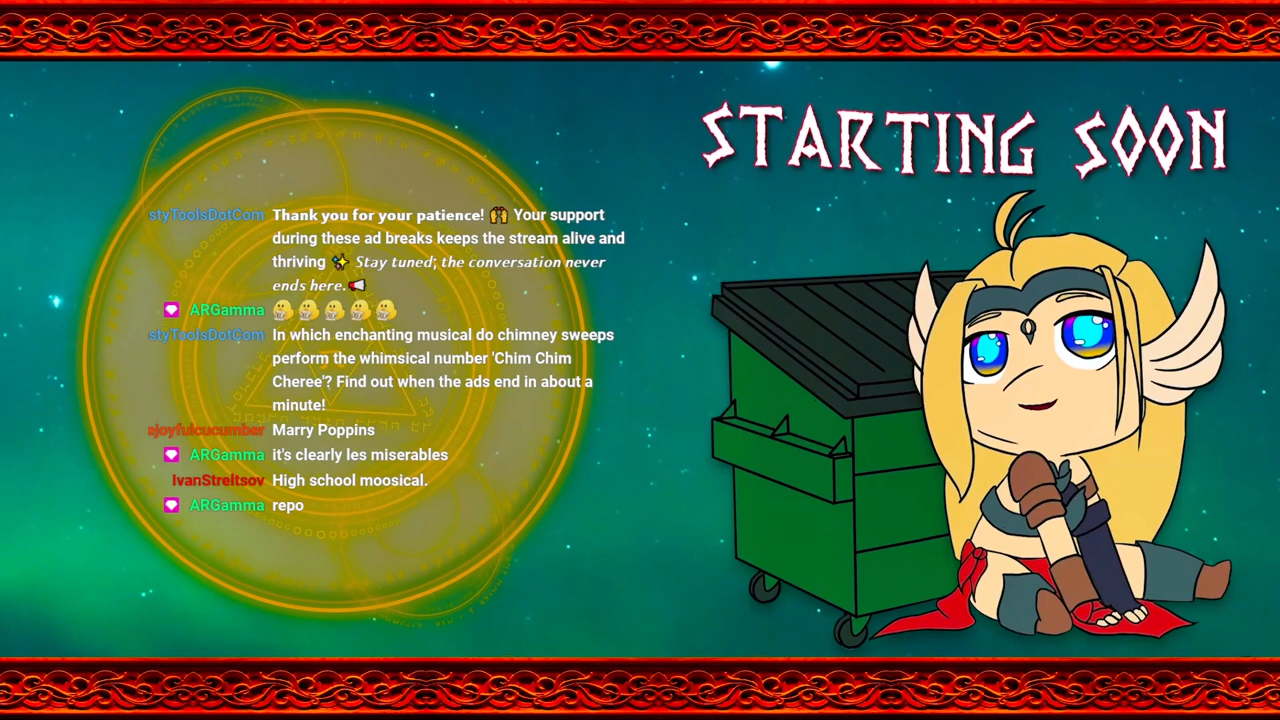 STARTING SOON
styToolsDotCom Thank you for your patience! 🙌 Your support
during these ad breaks keeps the stream alive and
thriving ✨ Stay tuned; the conversation never
ends here. 📢
ARGamma
styToolsDotCom In which enchanting musical do chimney sweeps
perform the whimsical number 'Chim Chim
Cheree'? Find out when the ads end in about a
minute!
njoyfulcucumber Marry Poppins
ARGamma it's clearly les miserables
IvanStreltsov High school moosical.
ARGamma repo